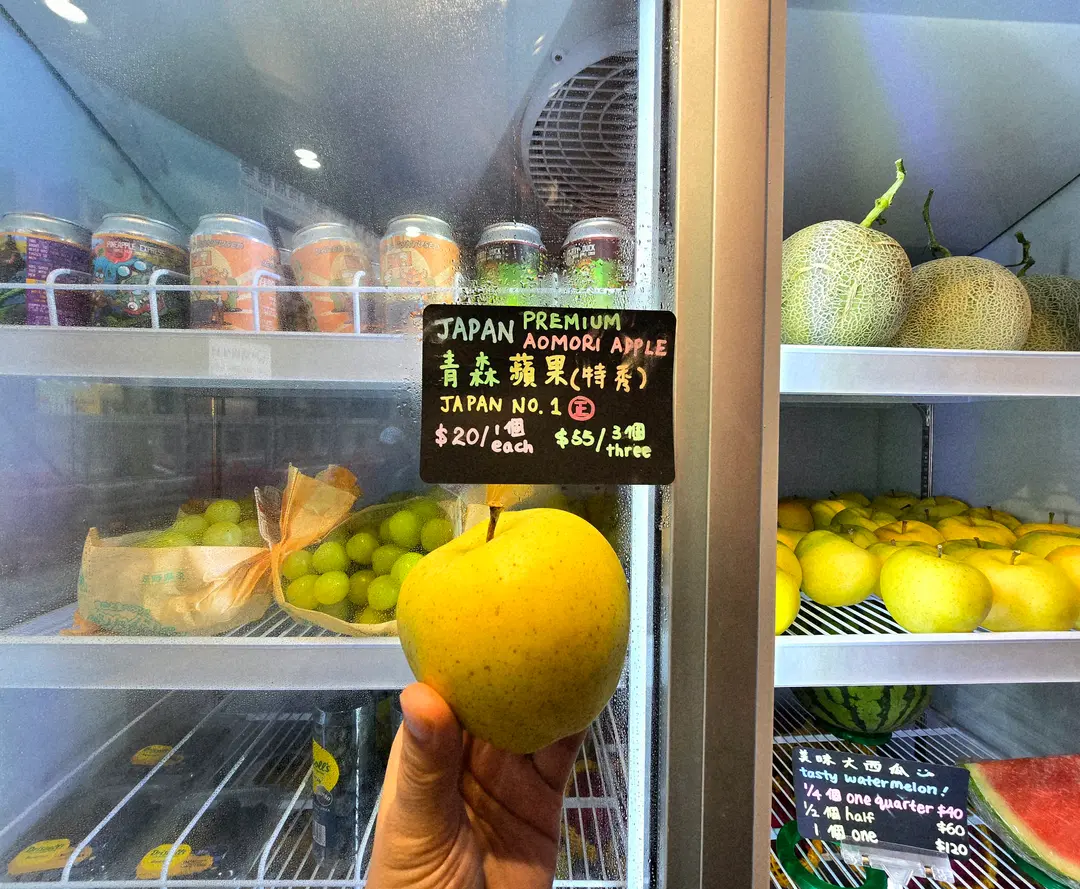 PINEAPPLE EXPRESS
JAPAN PREMIUM
AOMORI APPLE
青森蘋果(特秀)
JAPAN NO. 1 正
$20/1個 each $55/3個 three
美味大西瓜
tasty watermelon!
1/4 個 one quarter $40
1/2 個 half $60
1 個 one $120